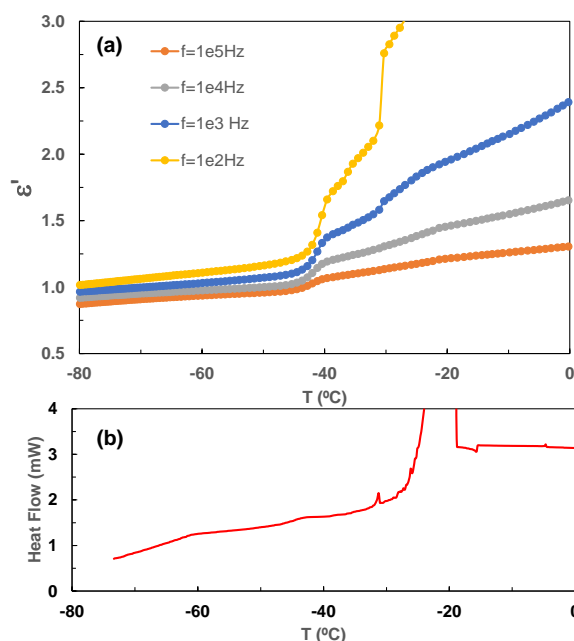 3.0
(a)
f=1e5Hz
2.5
f=1e4Hz
f=1e3 Hz
2.0
f=1e2Hz
ε'
1.5
1.0
0.5
-80 -60 -40 -20 0
T (ºC)
4
(b)
3
Heat Flow (mW)
2
1
0
-80 -60 -40 -20 0
T (ºC)